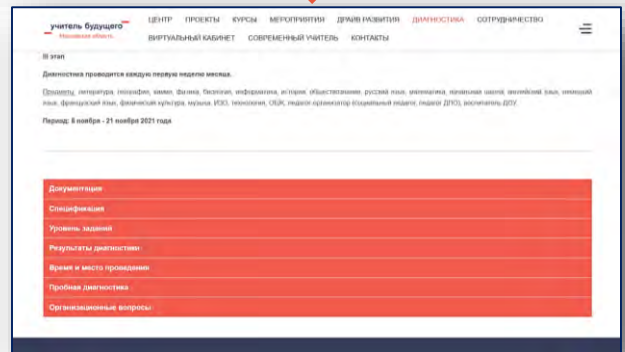 учитель будущего
Московская область
ЦЕНТР ПРОЕКТЫ КУРСЫ МЕРОПРИЯТИЯ ДРАЙВ РАЗВИТИЯ ДИАГНОСТИКА СОТРУДНИЧЕСТВО
ВИРТУАЛЬНЫЙ КАБИНЕТ СОВРЕМЕННЫЙ УЧИТЕЛЬ КОНТАКТЫ
III этап
Диагностика проводится каждую первую неделю месяца.
Предметы: литература, география, химия, физика, биология, информатика, история, обществознание, русский язык, математика, начальная школа, английский язык, немецкий
язык, французский язык, физическая культура, музыка, ИЗО, технология, ОБЖ, педагог-организатор (социальный педагог, педагог ДПО), воспитатель ДОУ.
Период: 8 ноября - 21 ноября 2021 года
Документация
Спецификация
Уровень заданий
Результаты диагностики
Время и место проведения
Пробная диагностика
Организационные вопросы